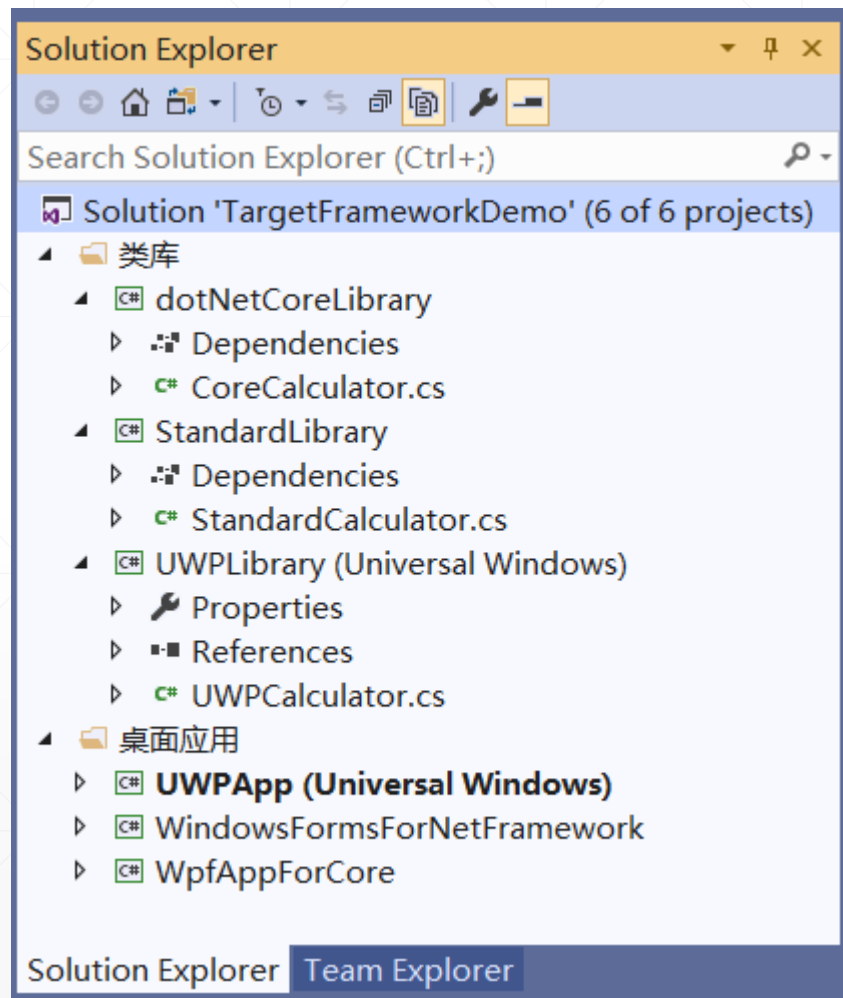 Solution Explorer
Search Solution Explorer (Ctrl+;)
Solution 'TargetFrameworkDemo' (6 of 6 projects)
类库
C# dotNetCoreLibrary
Dependencies
C# CoreCalculator.cs
C# StandardLibrary
Dependencies
C# StandardCalculator.cs
C# UWPLibrary (Universal Windows)
Properties
References
C# UWPCalculator.cs
桌面应用
C# UWPApp (Universal Windows)
C# WindowsFormsForNetFramework
C# WpfAppForCore
Solution Explorer Team Explorer